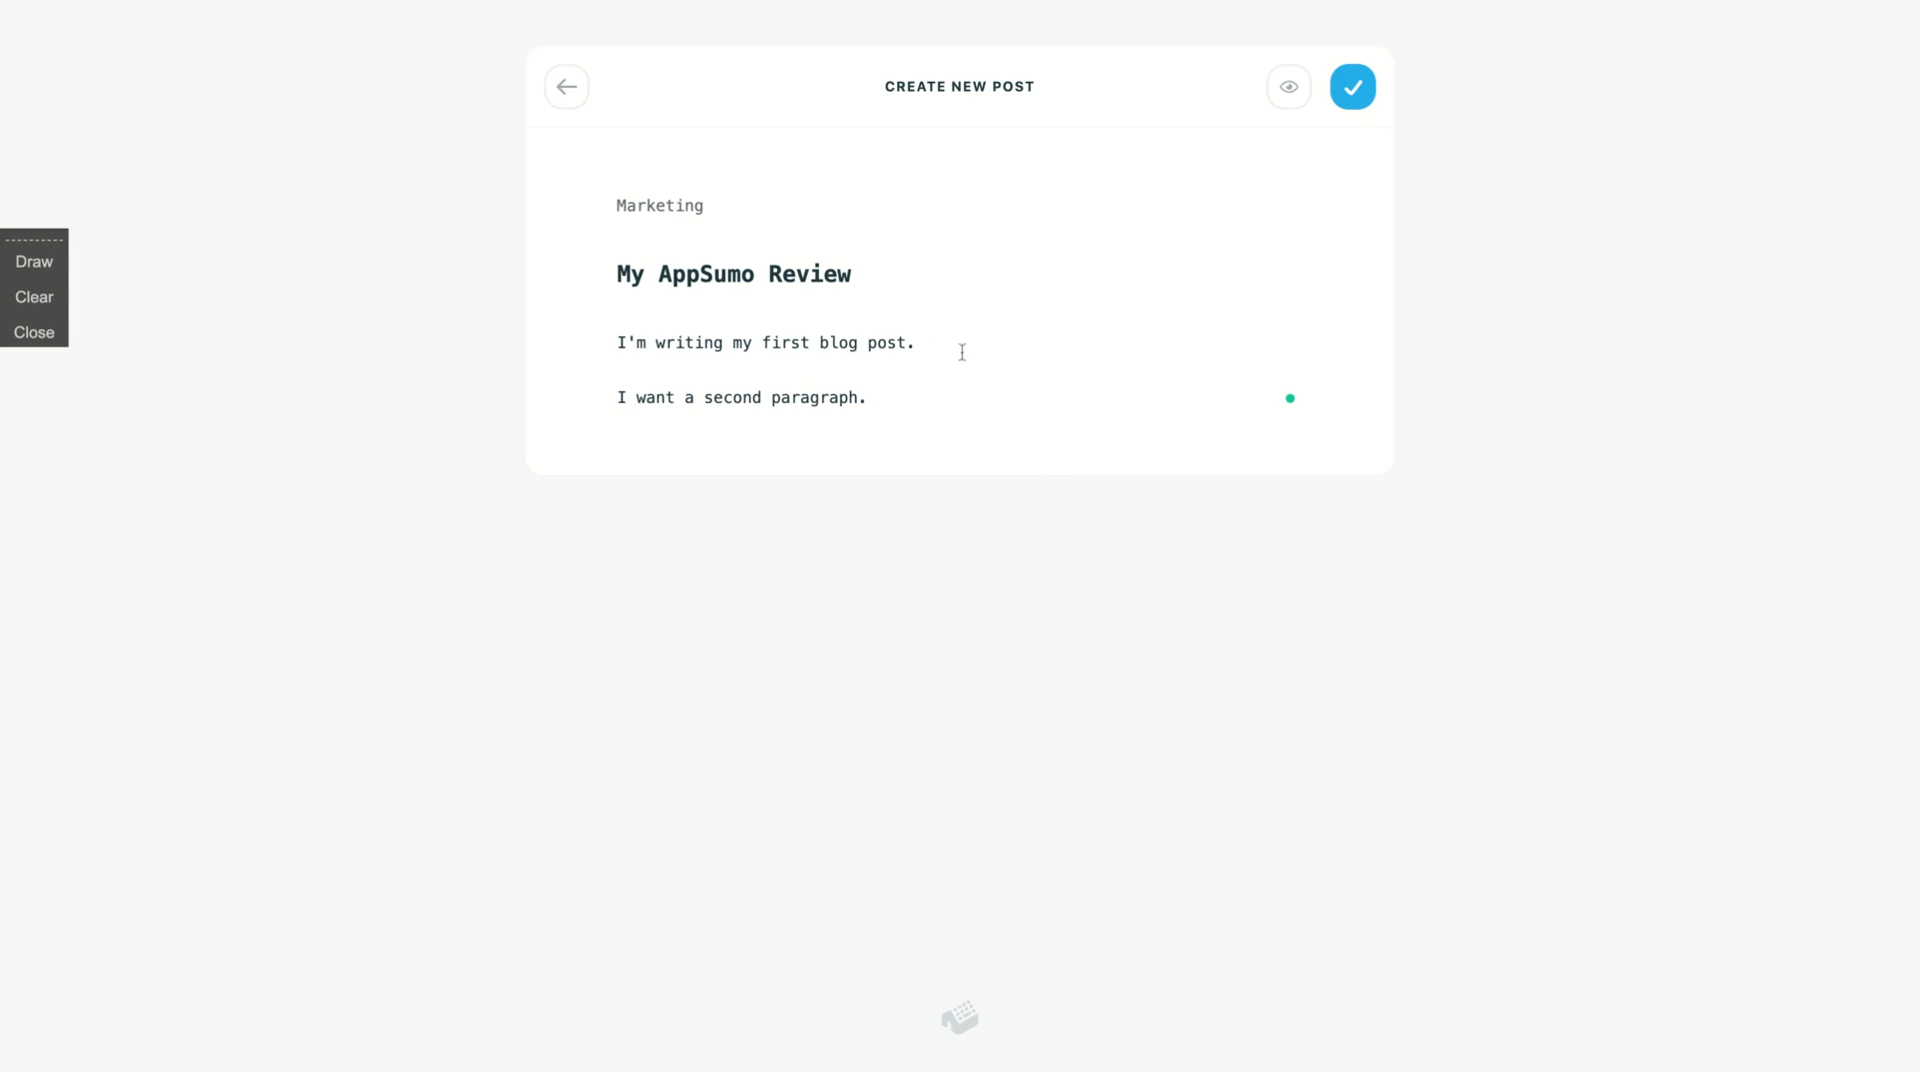 CREATE NEW POST
Marketing
Draw
My AppSumo Review
Clear
Close
I'm writing my first blog post.
I want a second paragraph.